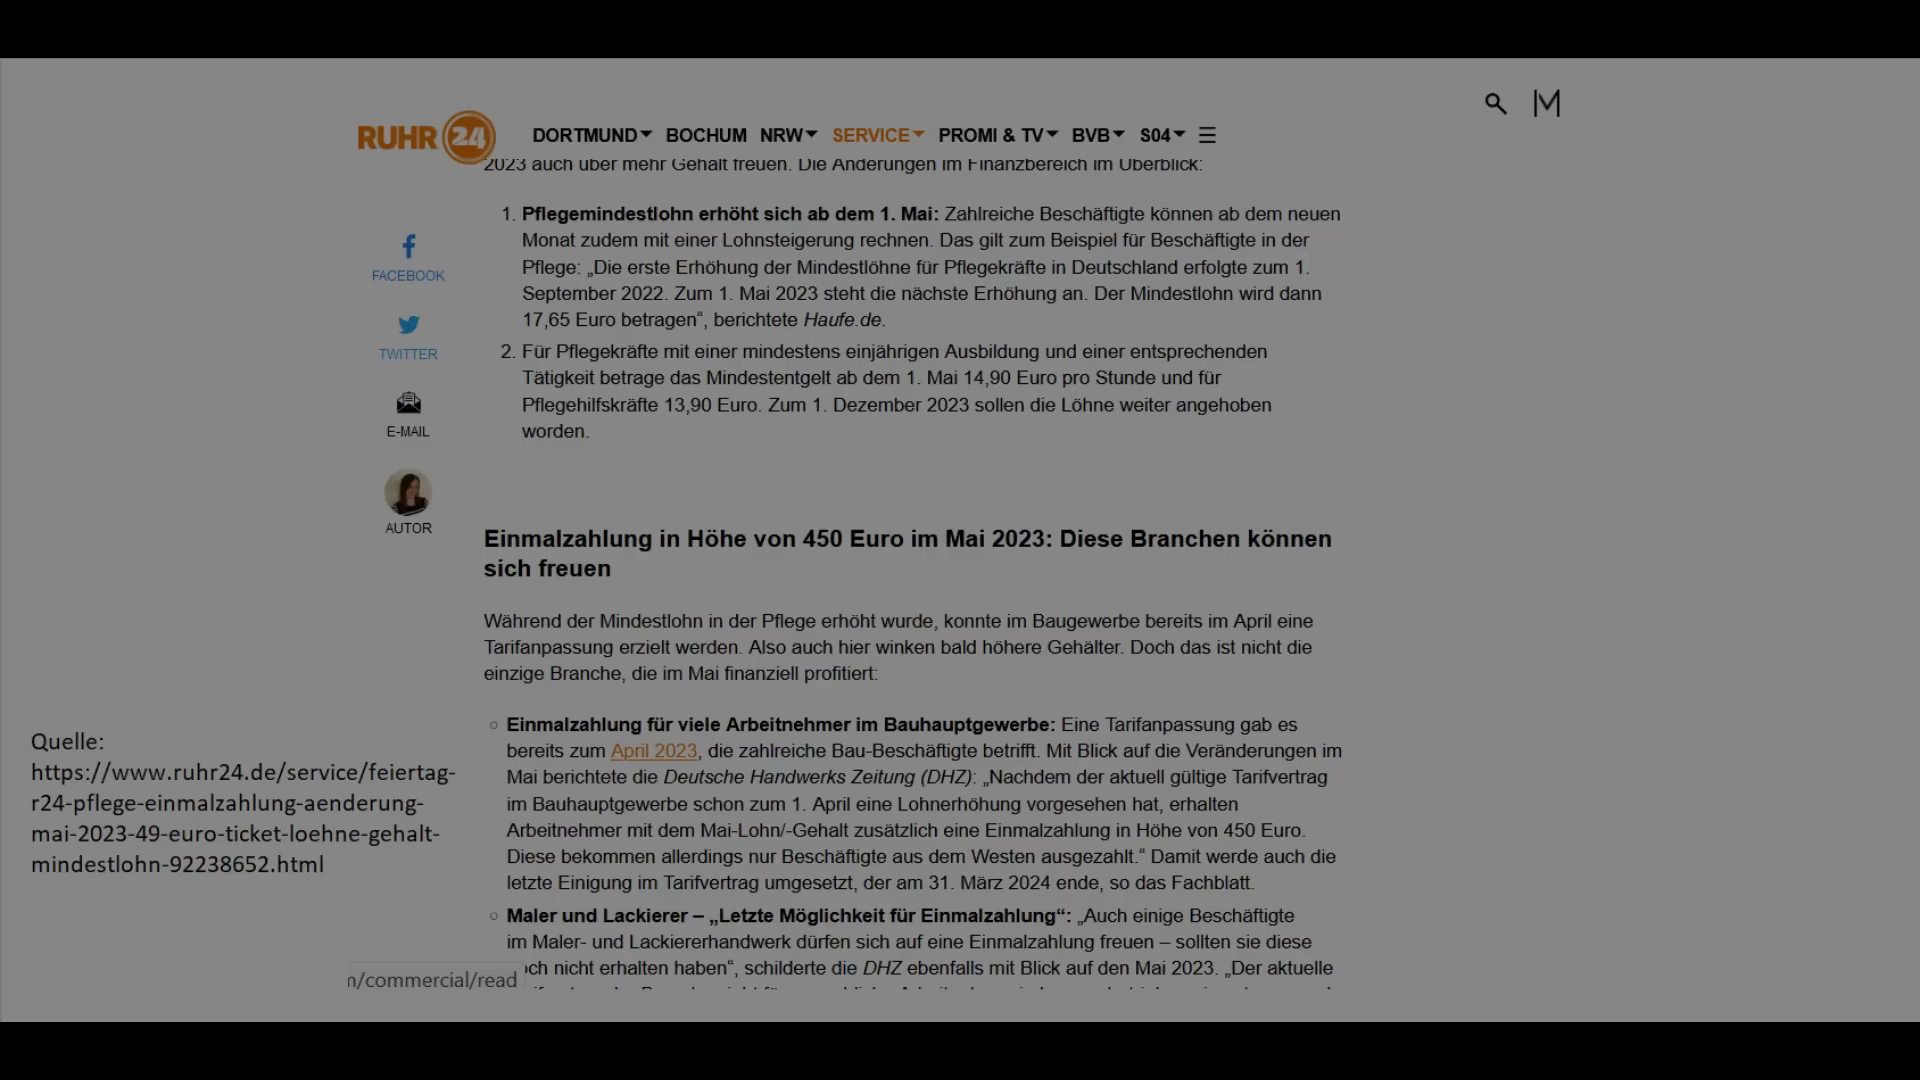 RUHR 24
DORTMUND BOCHUM NRW SERVICE PROMI & TV BVB S04
2023 auch über mehr Gehalt freuen. Die Änderungen im Finanzbereich im Überblick:
1. Pflegemindestlohn erhöht sich ab dem 1. Mai: Zahlreiche Beschäftigte können ab dem neuen
Monat zudem mit einer Lohnsteigerung rechnen. Das gilt zum Beispiel für Beschäftigte in der
Pflege: „Die erste Erhöhung der Mindestlöhne für Pflegekräfte in Deutschland erfolgte zum 1.
September 2022. Zum 1. Mai 2023 steht die nächste Erhöhung an. Der Mindestlohn wird dann
17,65 Euro betragen“, berichtete Haufe.de.
2. Für Pflegekräfte mit einer mindestens einjährigen Ausbildung und einer entsprechenden
Tätigkeit betrage das Mindestentgelt ab dem 1. Mai 14,90 Euro pro Stunde und für
Pflegehilfskräfte 13,90 Euro. Zum 1. Dezember 2023 sollen die Löhne weiter angehoben
worden.
FACEBOOK
TWITTER
E-MAIL
AUTOR
Einmalzahlung in Höhe von 450 Euro im Mai 2023: Diese Branchen können
sich freuen
Während der Mindestlohn in der Pflege erhöht wurde, konnte im Baugewerbe bereits im April eine
Tarifanpassung erzielt werden. Also auch hier winken bald höhere Gehälter. Doch das ist nicht die
einzige Branche, die im Mai finanziell profitiert:
Einmalzahlung für viele Arbeitnehmer im Bauhauptgewerbe: Eine Tarifanpassung gab es
bereits zum April 2023, die zahlreiche Bau-Beschäftigte betrifft. Mit Blick auf die Veränderungen im
Mai berichtete die Deutsche Handwerks Zeitung (DHZ): „Nachdem der aktuell gültige Tarifvertrag
im Bauhauptgewerbe schon zum 1. April eine Lohnerhöhung vorgesehen hat, erhalten
Arbeitnehmer mit dem Mai-Lohn/-Gehalt zusätzlich eine Einmalzahlung in Höhe von 450 Euro.
Diese bekommen allerdings nur Beschäftigte aus dem Westen ausgezahlt.“ Damit werde auch die
letzte Einigung im Tarifvertrag umgesetzt, der am 31. März 2024 ende, so das Fachblatt.
Maler und Lackierer – „Letzte Möglichkeit für Einmalzahlung“: „Auch einige Beschäftigte
im Maler- und Lackiererhandwerk dürfen sich auf eine Einmalzahlung freuen – sollten sie diese
och nicht erhalten haben“, schilderte die DHZ ebenfalls mit Blick auf den Mai 2023. „Der aktuelle
Quelle:
https://www.ruhr24.de/service/feiertag-
r24-pflege-einmalzahlung-aenderung-
mai-2023-49-euro-ticket-loehne-gehalt-
mindestlohn-92238652.html
n/commercial/read